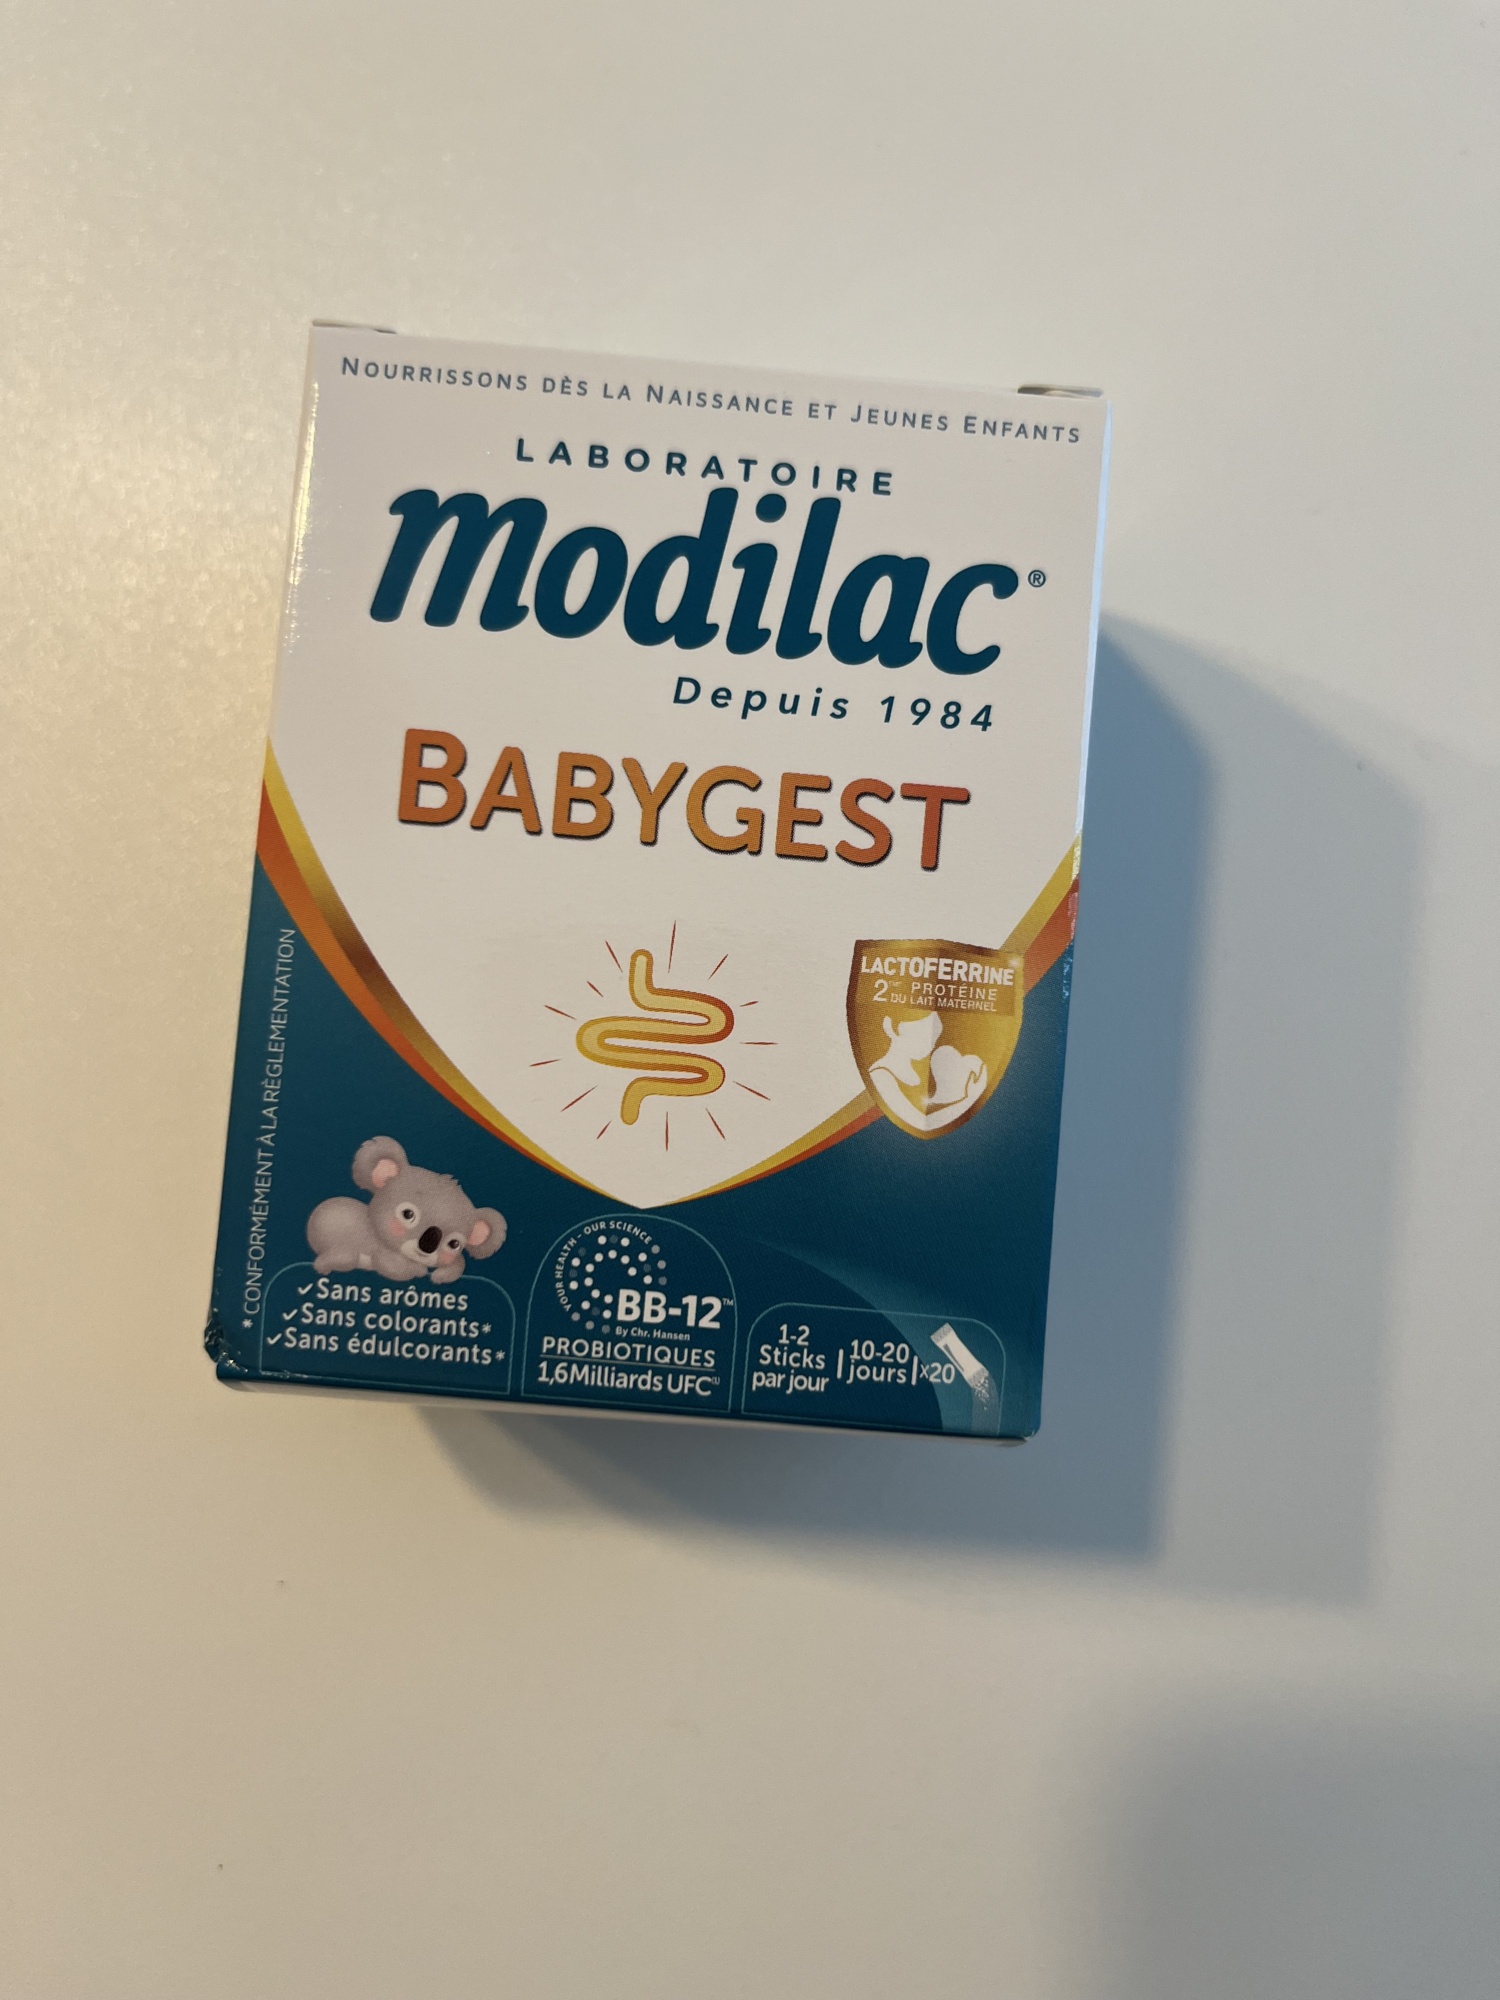 NOURRISSONS DÈS LA NAISSANCE ET JEUNES ENFANTS
LABORATOIRE
modilac®
Depuis 1984
BABYGEST
LACTOFERRINE
2ÈME PROTÉINE
DU LAIT MATERNEL
*CONFORMÉMENT À LA RÈGLEMENTATION
✓Sans arômes
✓Sans colorants*
✓Sans édulcorants*
YOUR HEALTH - OUR SCIENCE
BB-12™
By Chr. Hansen
PROBIOTIQUES
1,6Milliards UFC(1)
1-2
Sticks
par jour
10-20
jours
x20